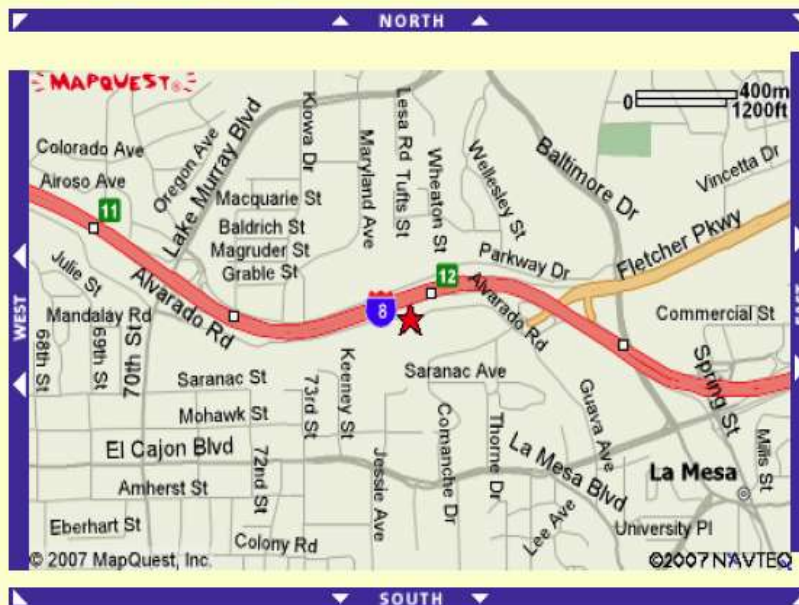 NORTH
MAPQUEST®
400m
0
1200ft
Colorado Ave
Oregon Ave
Lake Murray Blvd
Kiowa Dr
Maryland Ave
Lesa Rd
Tufts St
Wheaton St
Wellesley St
Baltimore Dr
Vincetta Dr
Airoso Ave
11
Macquarie St
Baldrich St
Magruder St
Grable St
Parkway Dr
Fletcher Pkwy
Julie St
Alvarado Rd
12
Alvarado Rd
8
WEST
Mandalay Rd
Commercial St
68th St
69th St
70th St
Saranac St
73rd St
Keeney St
Saranac Ave
Guava Ave
Spring St
Mohawk St
El Cajon Blvd
72nd St
Jessie Ave
Comanche Dr
Thorne Dr
La Mesa Blvd
La Mesa
Mills St
Amherst St
Eberhart St
Colony Rd
Lee Ave
University Pl
© 2007 MapQuest, Inc.
©2007 NAVTEQ
SOUTH